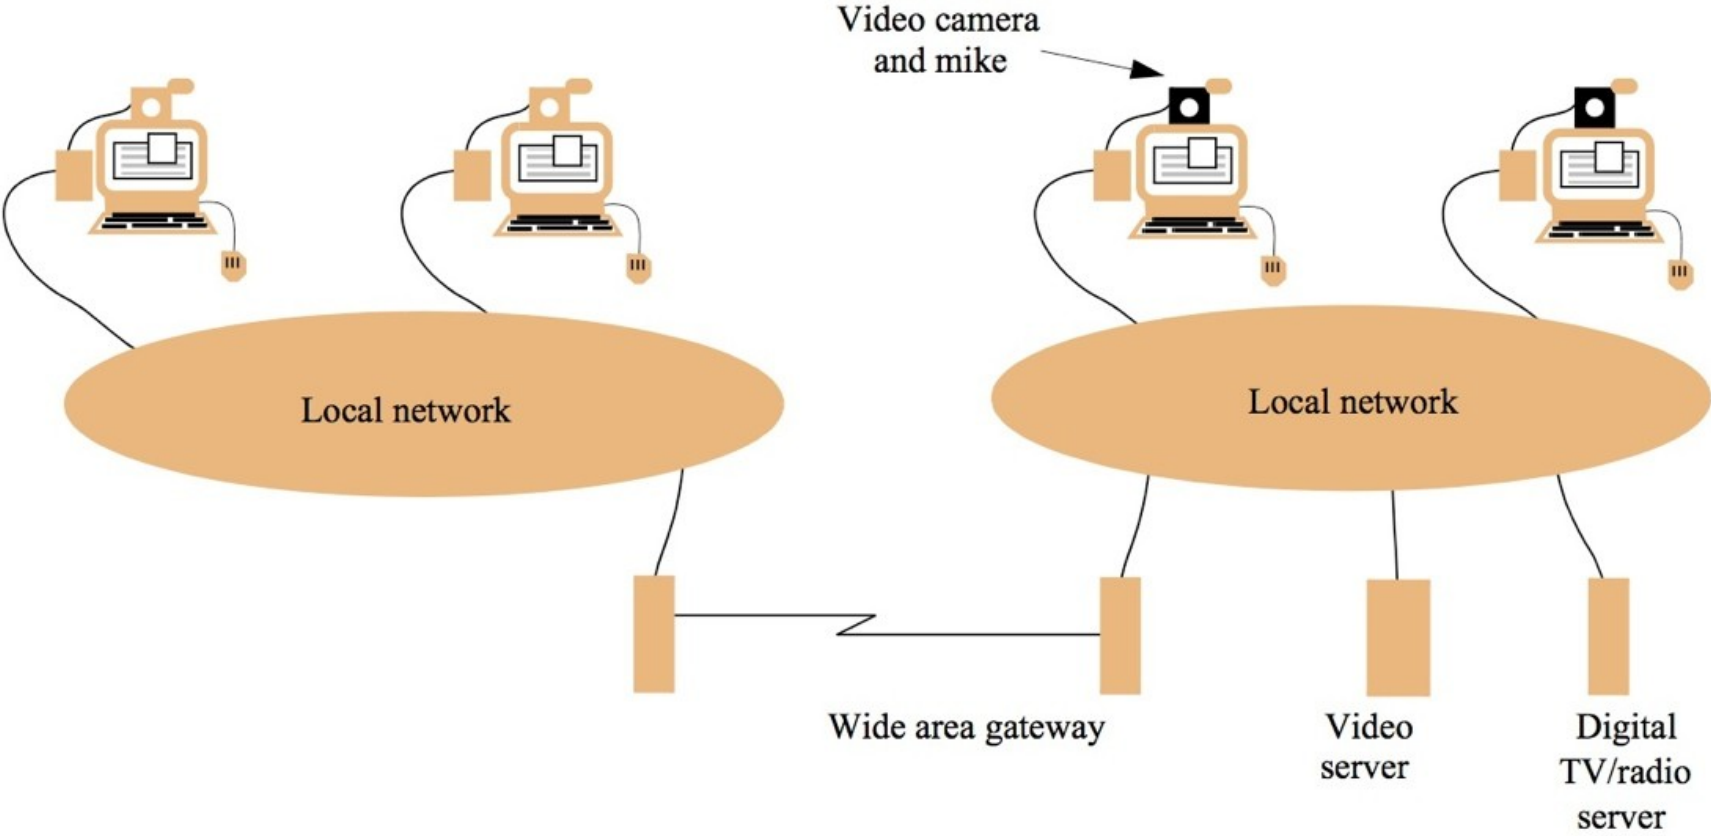 Video camera
and mike
Local network
Local network
Wide area gateway
Video
server
Digital
TV/radio
server